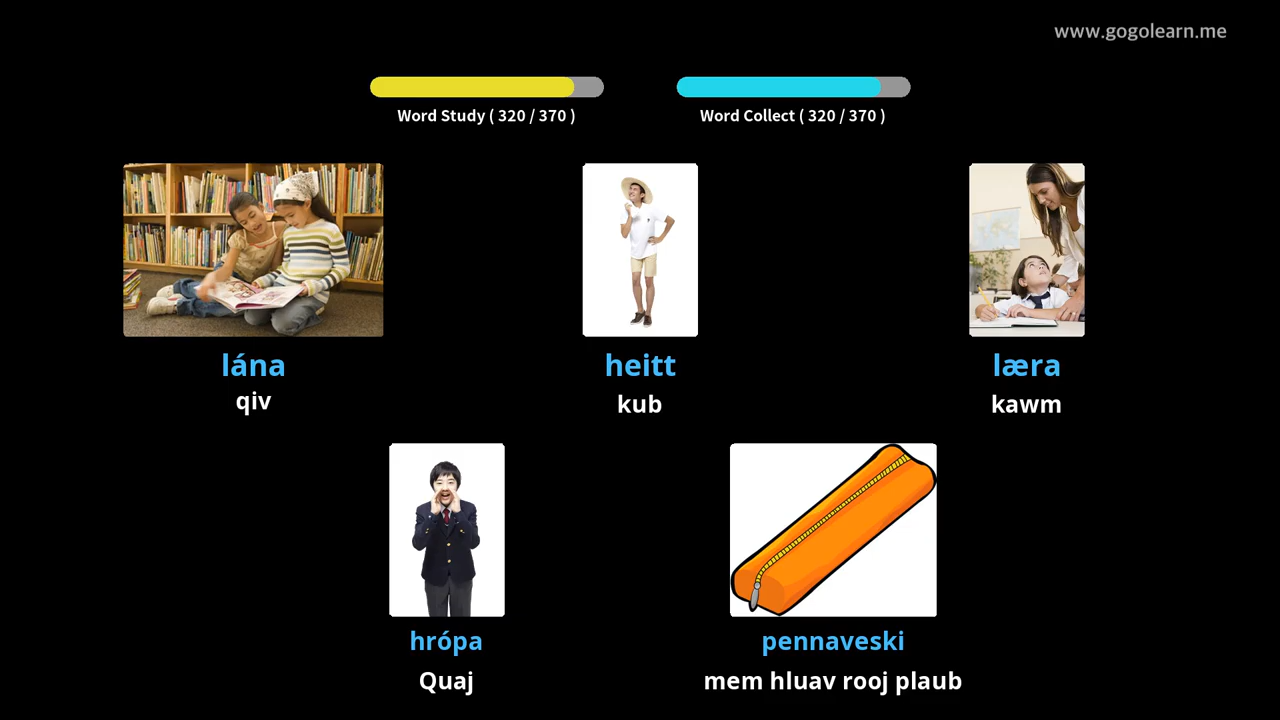 www.gogolearn.me
Word Study ( 320 / 370 )
Word Collect ( 320 / 370 )
lána
qiv
heitt
kub
læra
kawm
hrópa
Quaj
pennaveski
mem hluav rooj plaub